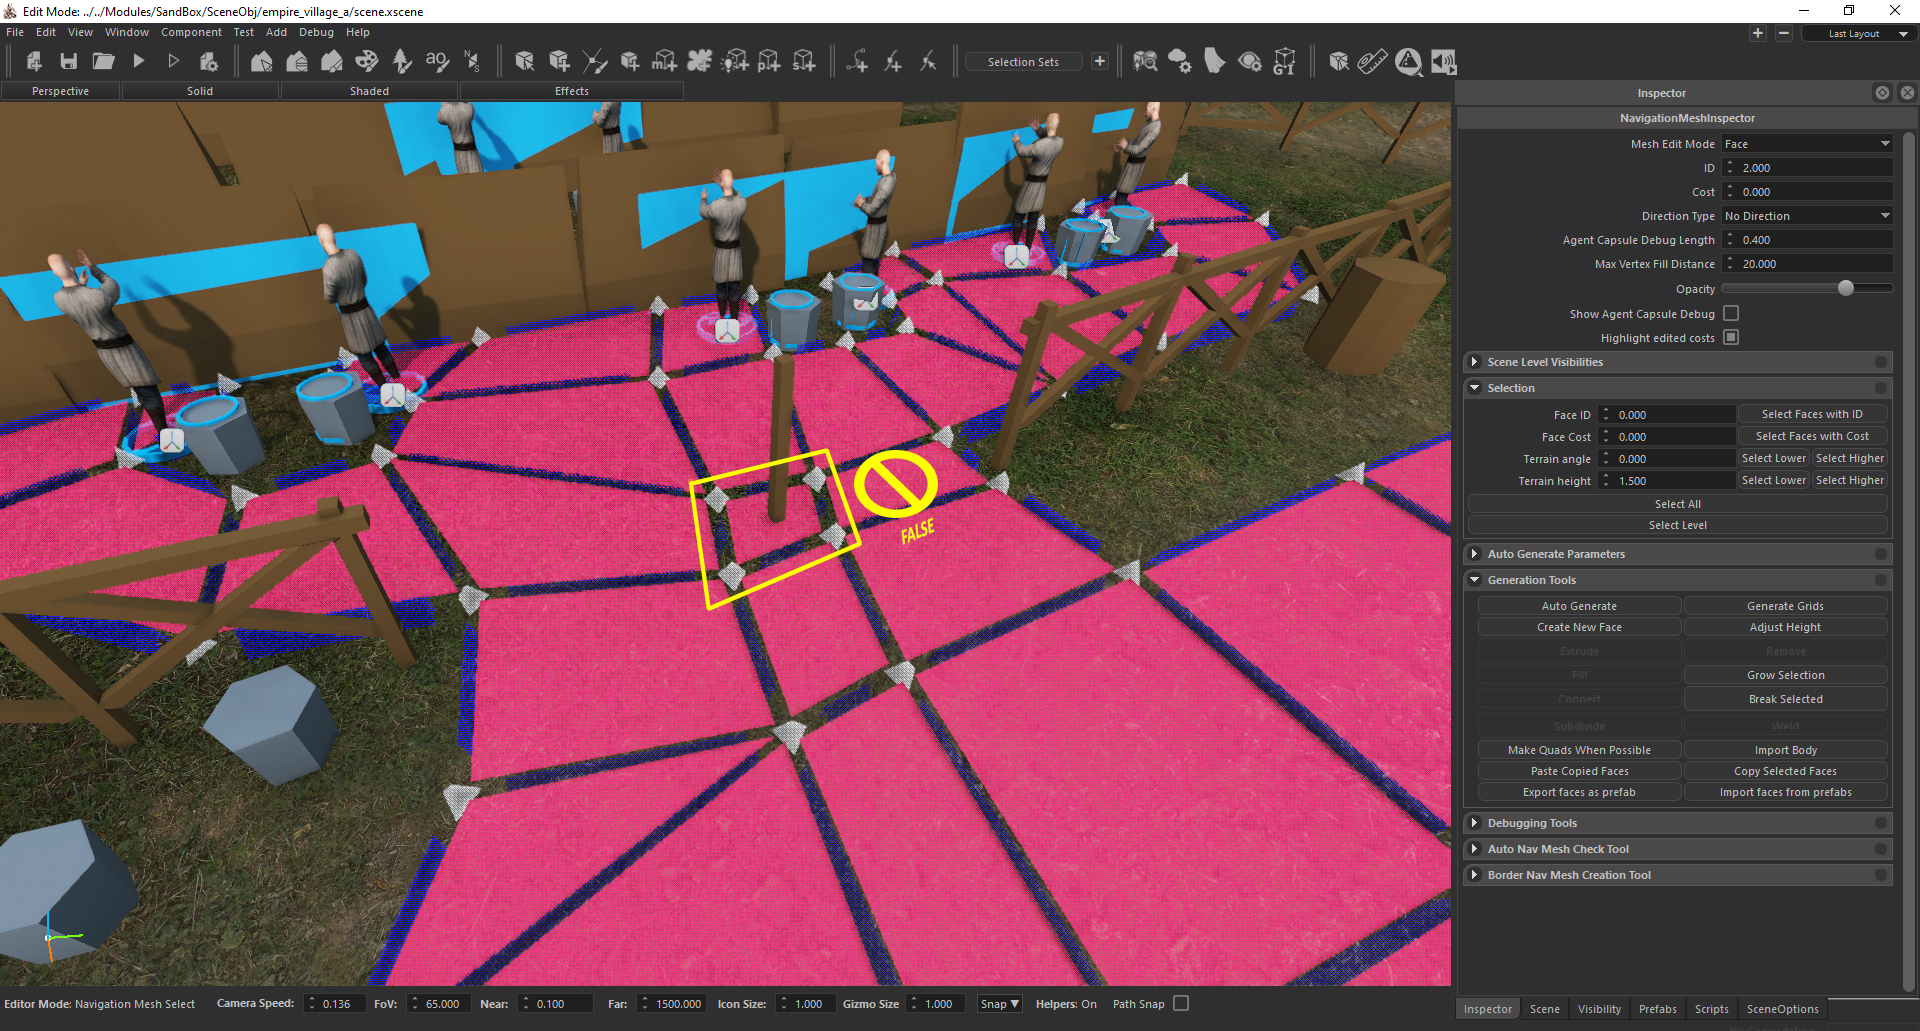 Edit Mode: ../../Modules/SandBox/SceneObj/empire_village_a/scene.xscene
File Edit View Window Component Test Add Debug Help
Last Layout
ao
N
S
Selection Sets
GI
Perspective Solid Shaded Effects
Inspector
NavigationMeshInspector
Mesh Edit Mode Face
ID 2.000
Cost 0.000
Direction Type No Direction
Agent Capsule Debug Length 0.400
Max Vertex Fill Distance 20.000
Opacity
Show Agent Capsule Debug
Highlight edited costs
Scene Level Visibilities
Selection
Face ID 0.000 Select Faces with ID
Face Cost 0.000 Select Faces with Cost
Terrain angle 0.000 Select Lower Select Higher
Terrain height 1.500 Select Lower Select Higher
Select All
Select Level
Auto Generate Parameters
Generation Tools
Auto Generate Generate Grids
Create New Face Adjust Height
Extrude Remove
Fill Grow Selection
Connect Break Selected
Subdivide Weld
Make Quads When Possible Import Body
Paste Copied Faces Copy Selected Faces
Export faces as prefab Import faces from prefabs
Debugging Tools
Auto Nav Mesh Check Tool
Border Nav Mesh Creation Tool
FALSE
Editor Mode: Navigation Mesh Select Camera Speed: 0.136 FoV: 65.000 Near: 0.100 Far: 1500.000 Icon Size: 1.000 Gizmo Size 1.000 Snap Helpers: On Path Snap
Inspector Scene Visibility Prefabs Scripts SceneOptions